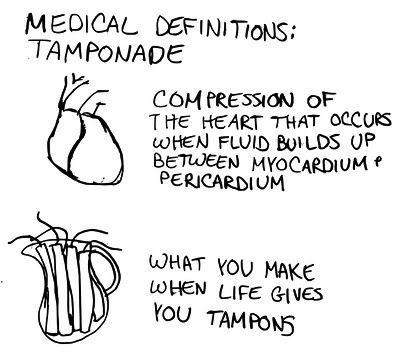 MEDICAL DEFINITIONS:
TAMPONADE
COMPRESSION OF
THE HEART THAT OCCURS
WHEN FLUID BUILDS UP
BETWEEN MYOCARDIUM &
PERICARDIUM
WHAT YOU MAKE
WHEN LIFE GIVES
YOU TAMPONS